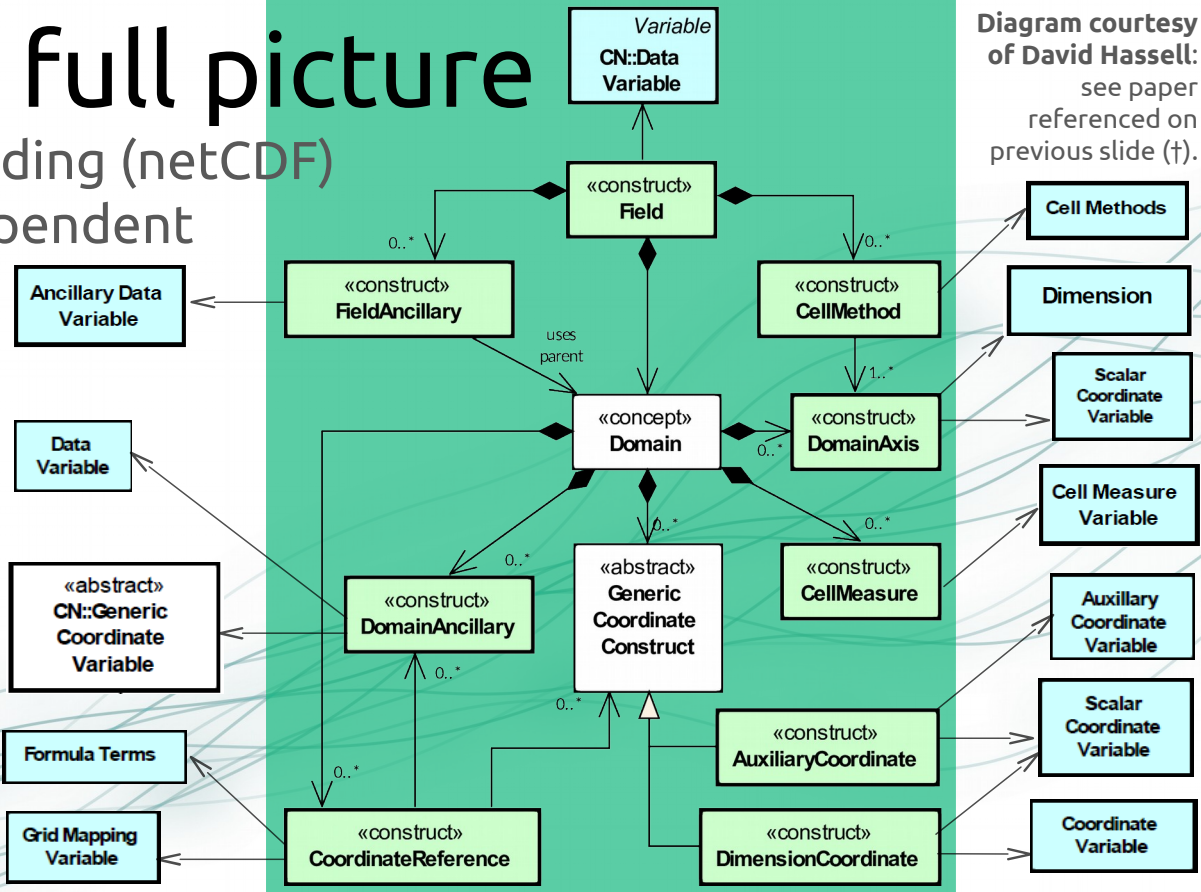 full picture
ding (netCDF)
pendent
Diagram courtesy
of David Hassell:
see paper
referenced on
previous slide (†).
Variable
CN::Data
Variable
«construct»
Field
0..*
0..*
«construct»
FieldAncillary
«construct»
CellMethod
Cell Methods
Ancillary Data
Variable
Dimension
uses
parent
1..*
Scalar
Coordinate
Variable
«concept»
Domain
0..*
«construct»
DomainAxis
Data
Variable
Cell Measure
Variable
0..*
0..*
0..*
«abstract»
CN::Generic
Coordinate
Variable
«construct»
DomainAncillary
«abstract»
Generic
Coordinate
Construct
«construct»
CellMeasure
Auxillary
Coordinate
Variable
0..*
0..*
Scalar
Coordinate
Variable
Formula Terms
«construct»
AuxiliaryCoordinate
0..*
Grid Mapping
Variable
«construct»
CoordinateReference
«construct»
DimensionCoordinate
Coordinate
Variable